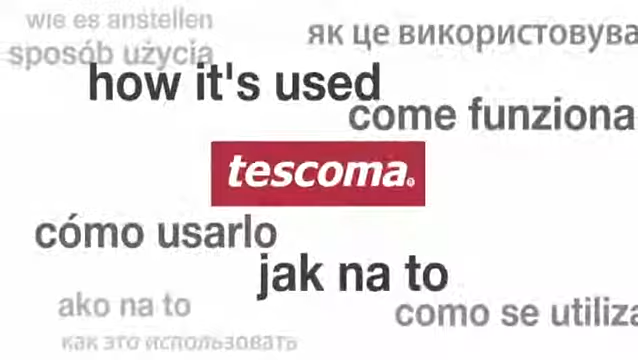 wie es anstellen
як це використовува
sposób użycia
how it's used
come funziona
tescoma®
cómo usarlo
jak na to
ako na to
como se utiliza
как это использовать